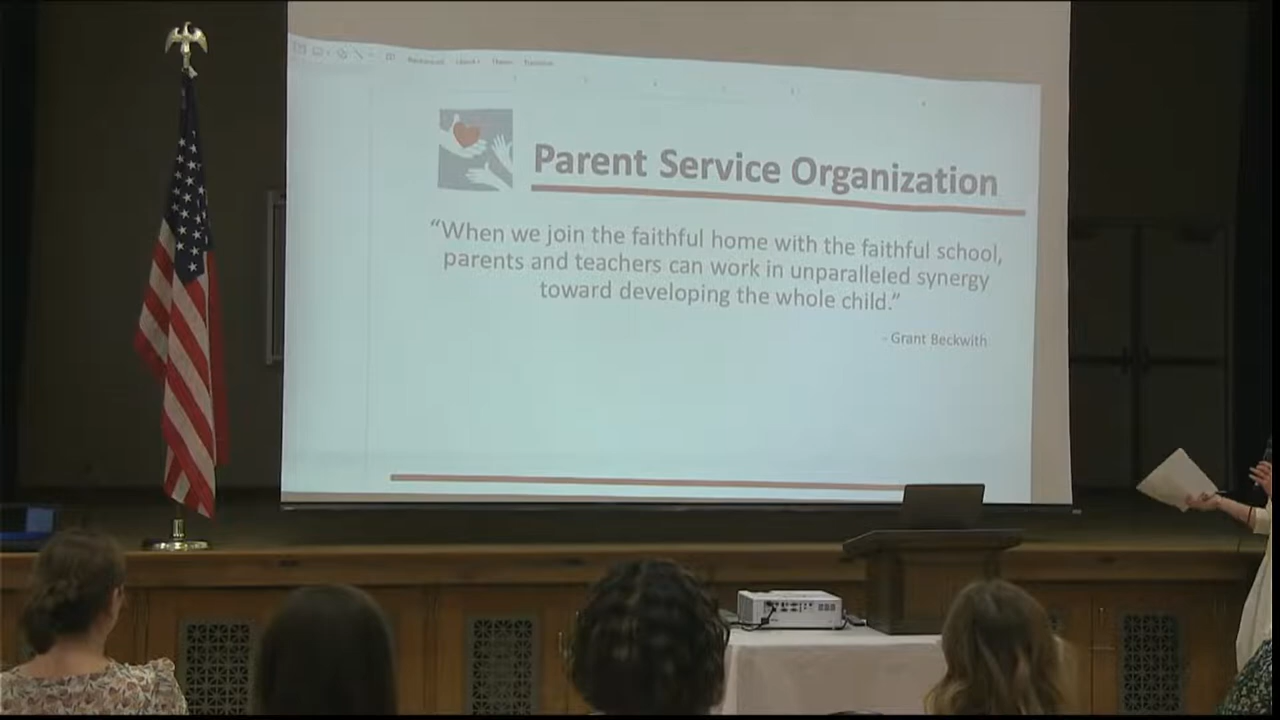 Parent Service Organization
“When we join the faithful home with the faithful school,
parents and teachers can work in unparalleled synergy
toward developing the whole child.”
- Grant Beckwith